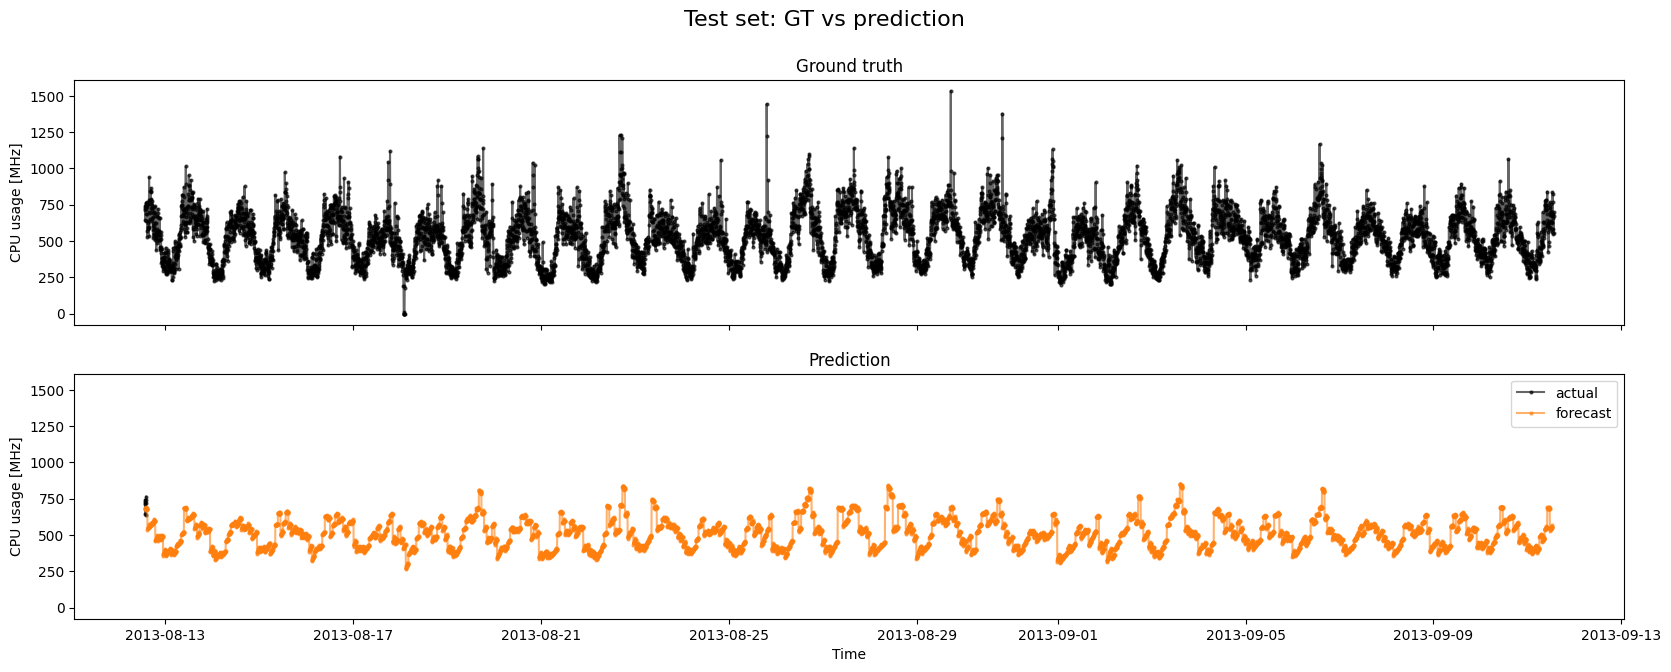 Test set: GT vs prediction
Ground truth
1500
1250
1000
750
500
250
0
CPU usage [MHz]
Prediction
1500
1250
1000
750
500
250
0
CPU usage [MHz]
actual
forecast
2013-08-13 2013-08-17 2013-08-21 2013-08-25 2013-08-29 2013-09-01 2013-09-05 2013-09-09 2013-09-13
Time